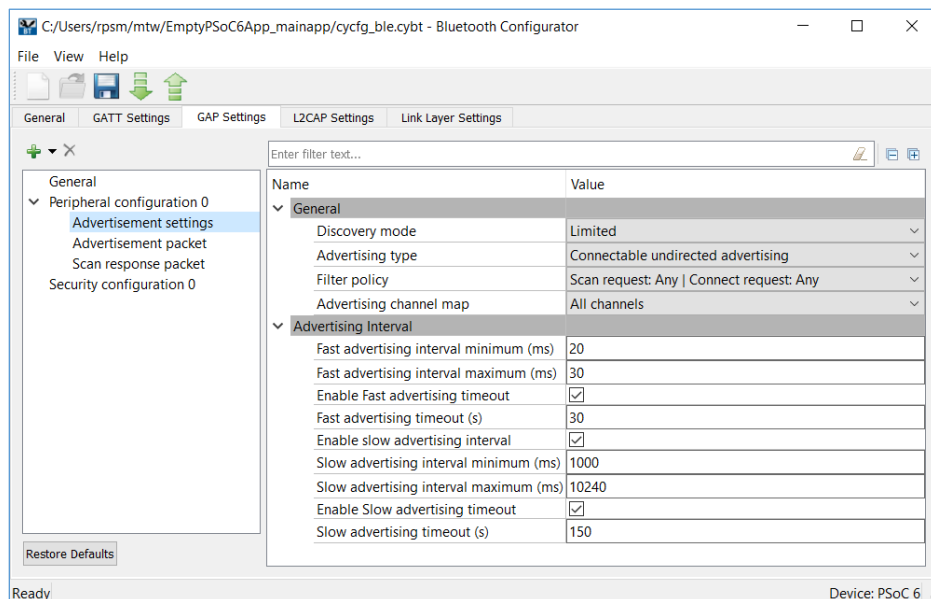 C:/Users/rpsm/mtw/EmptyPSoC6App_mainapp/cycfg_ble.cybt - Bluetooth Configurator
File View Help
General GATT Settings GAP Settings L2CAP Settings Link Layer Settings
Enter filter text...
General
Peripheral configuration 0
Advertisement settings
Advertisement packet
Scan response packet
Security configuration 0
Restore Defaults
Name Value
General
Discovery mode Limited
Advertising type Connectable undirected advertising
Filter policy Scan request: Any | Connect request: Any
Advertising channel map All channels
Advertising Interval
Fast advertising interval minimum (ms) 20
Fast advertising interval maximum (ms) 30
Enable Fast advertising timeout
Fast advertising timeout (s) 30
Enable slow advertising interval
Slow advertising interval minimum (ms) 1000
Slow advertising interval maximum (ms) 10240
Enable Slow advertising timeout
Slow advertising timeout (s) 150
Ready Device: PSoC 6